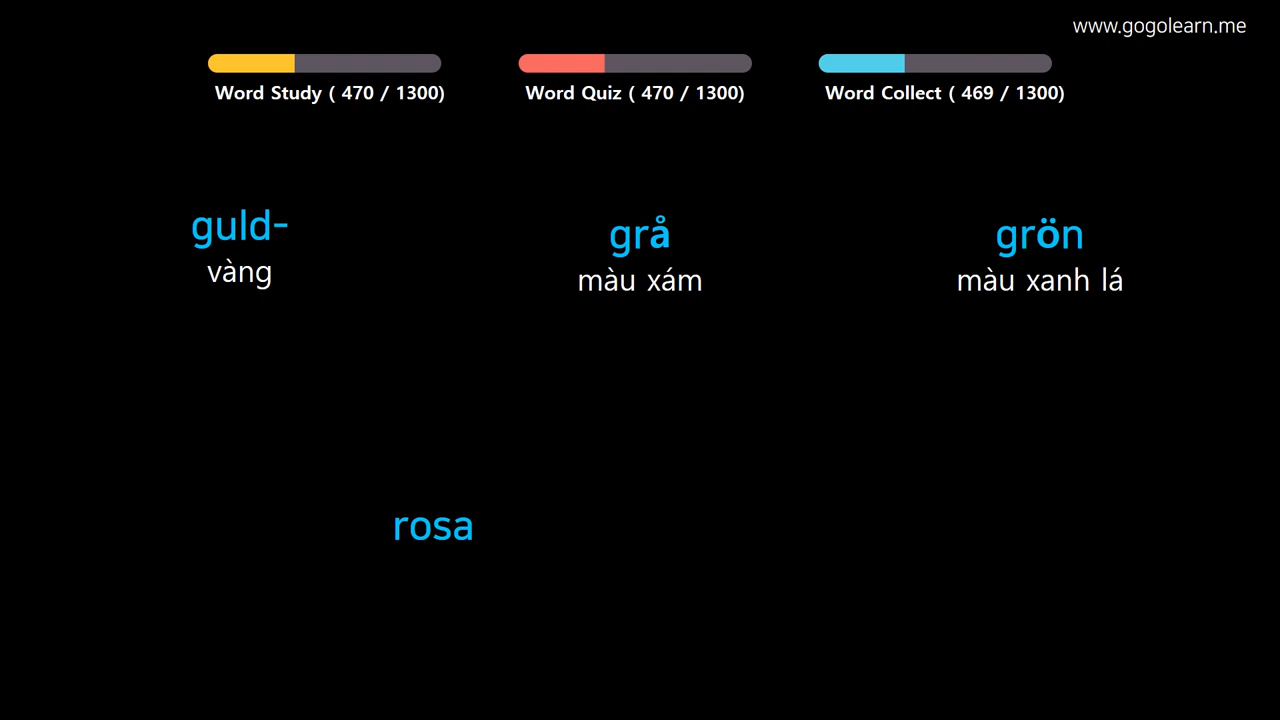 www.gogolearn.me
Word Study ( 470 / 1300)
Word Quiz ( 470 / 1300)
Word Collect ( 469 / 1300)
guld-
vàng
grå
màu xám
grön
màu xanh lá
rosa